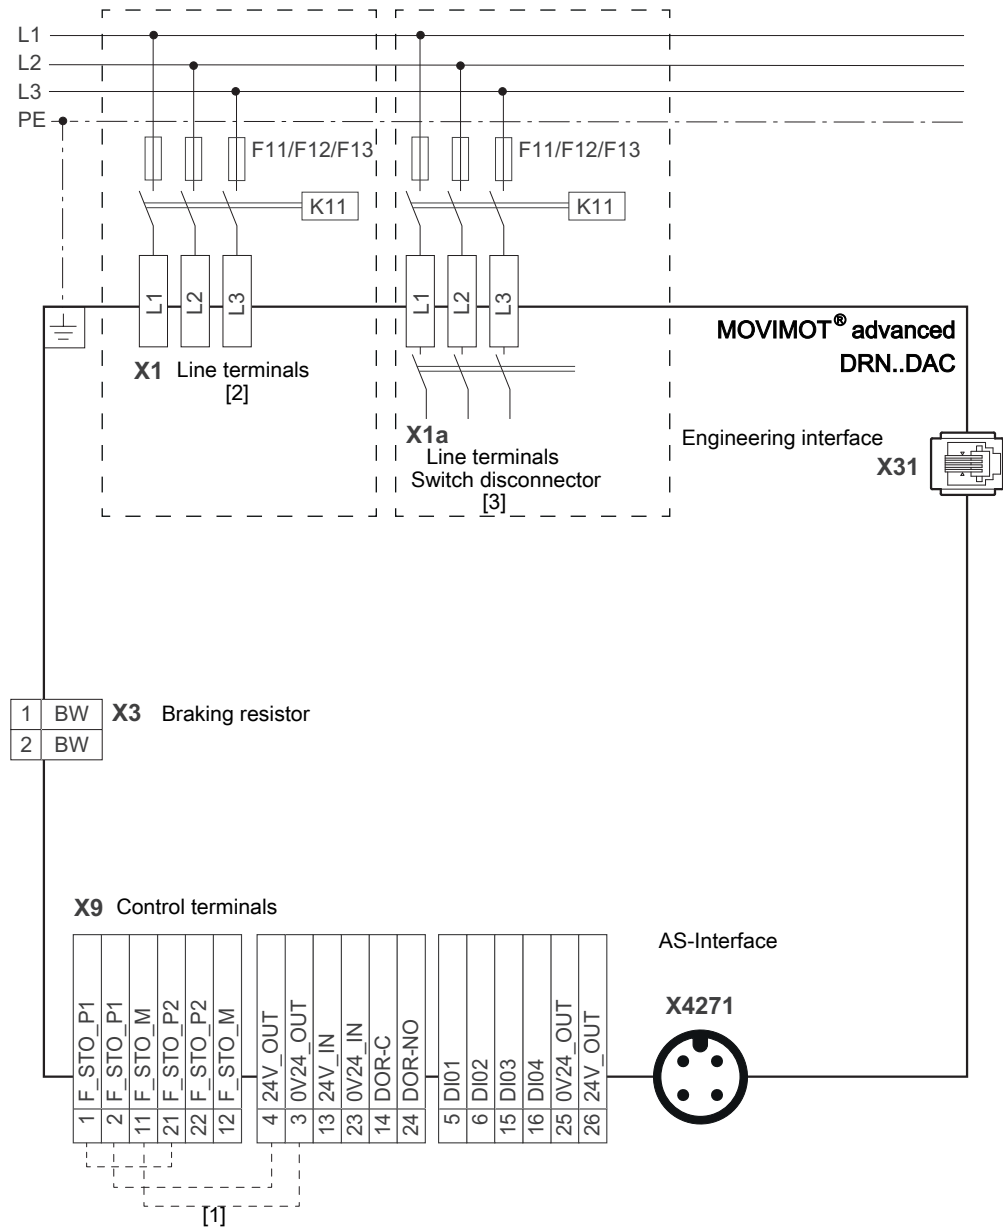 L1
L2
L3
PE
F11/F12/F13
F11/F12/F13
K11
K11
L1
L2
L3
L1
L2
L3
MOVIMOT® advanced
DRN..DAC
X1 Line terminals
[2]
X1a
Line terminals
Switch disconnector
[3]
Engineering interface
X31
1 BW
2 BW
X3 Braking resistor
X9 Control terminals
1 F_STO_P1
2 F_STO_P1
11 F_STO_M
21 F_STO_P2
22 F_STO_P2
12 F_STO_M
4 24V_OUT
3 0V24_OUT
13 24V_IN
23 0V24_IN
14 DOR-C
24 DOR-NO
5 DI01
6 DI02
15 DI03
16 DI04
25 0V24_OUT
26 24V_OUT
AS-Interface
X4271
[1]